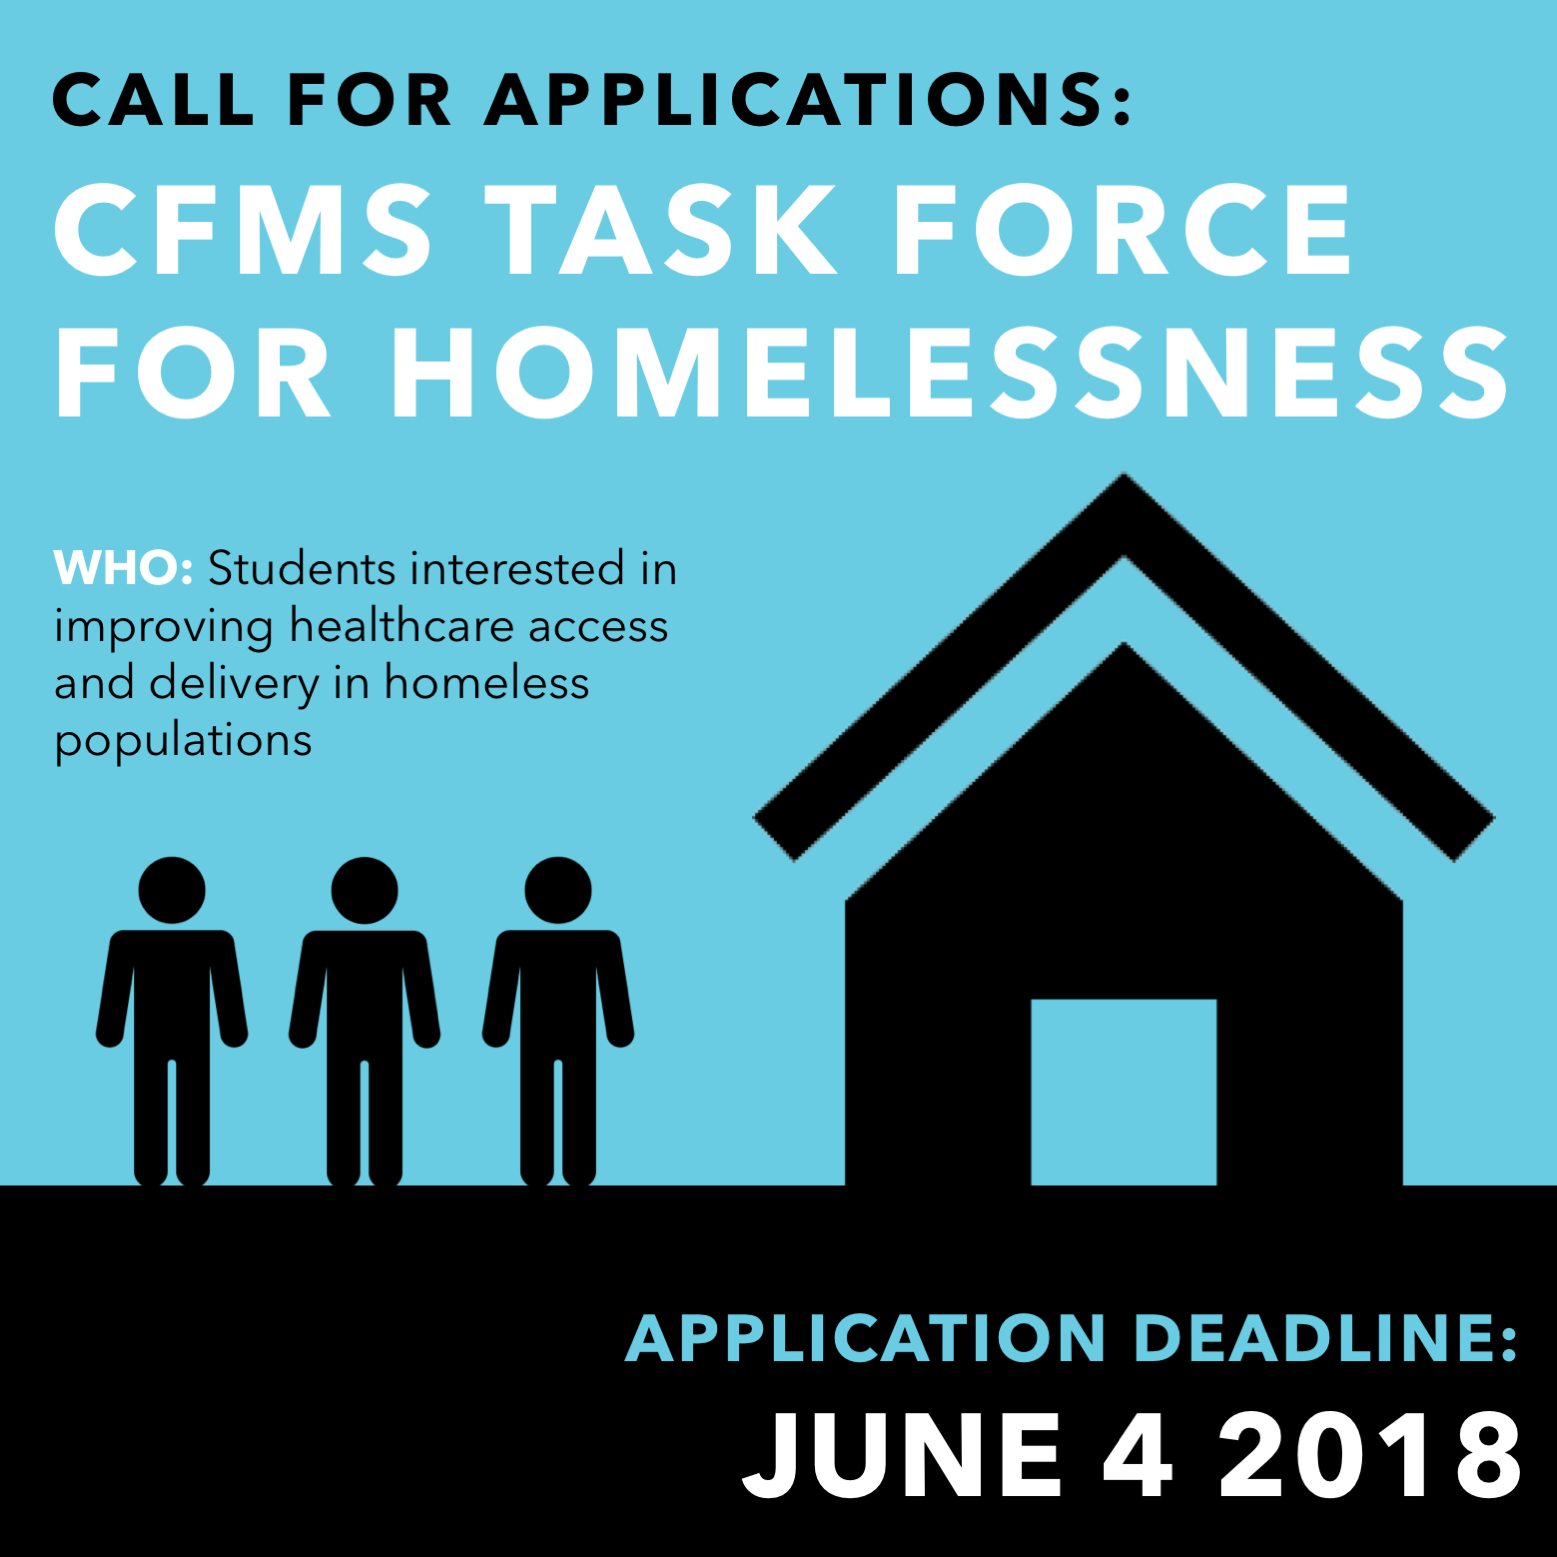 CALL FOR APPLICATIONS:
CFMS TASK FORCE
FOR HOMELESSNESS
WHO: Students interested in
improving healthcare access
and delivery in homeless
populations
APPLICATION DEADLINE:
JUNE 4 2018